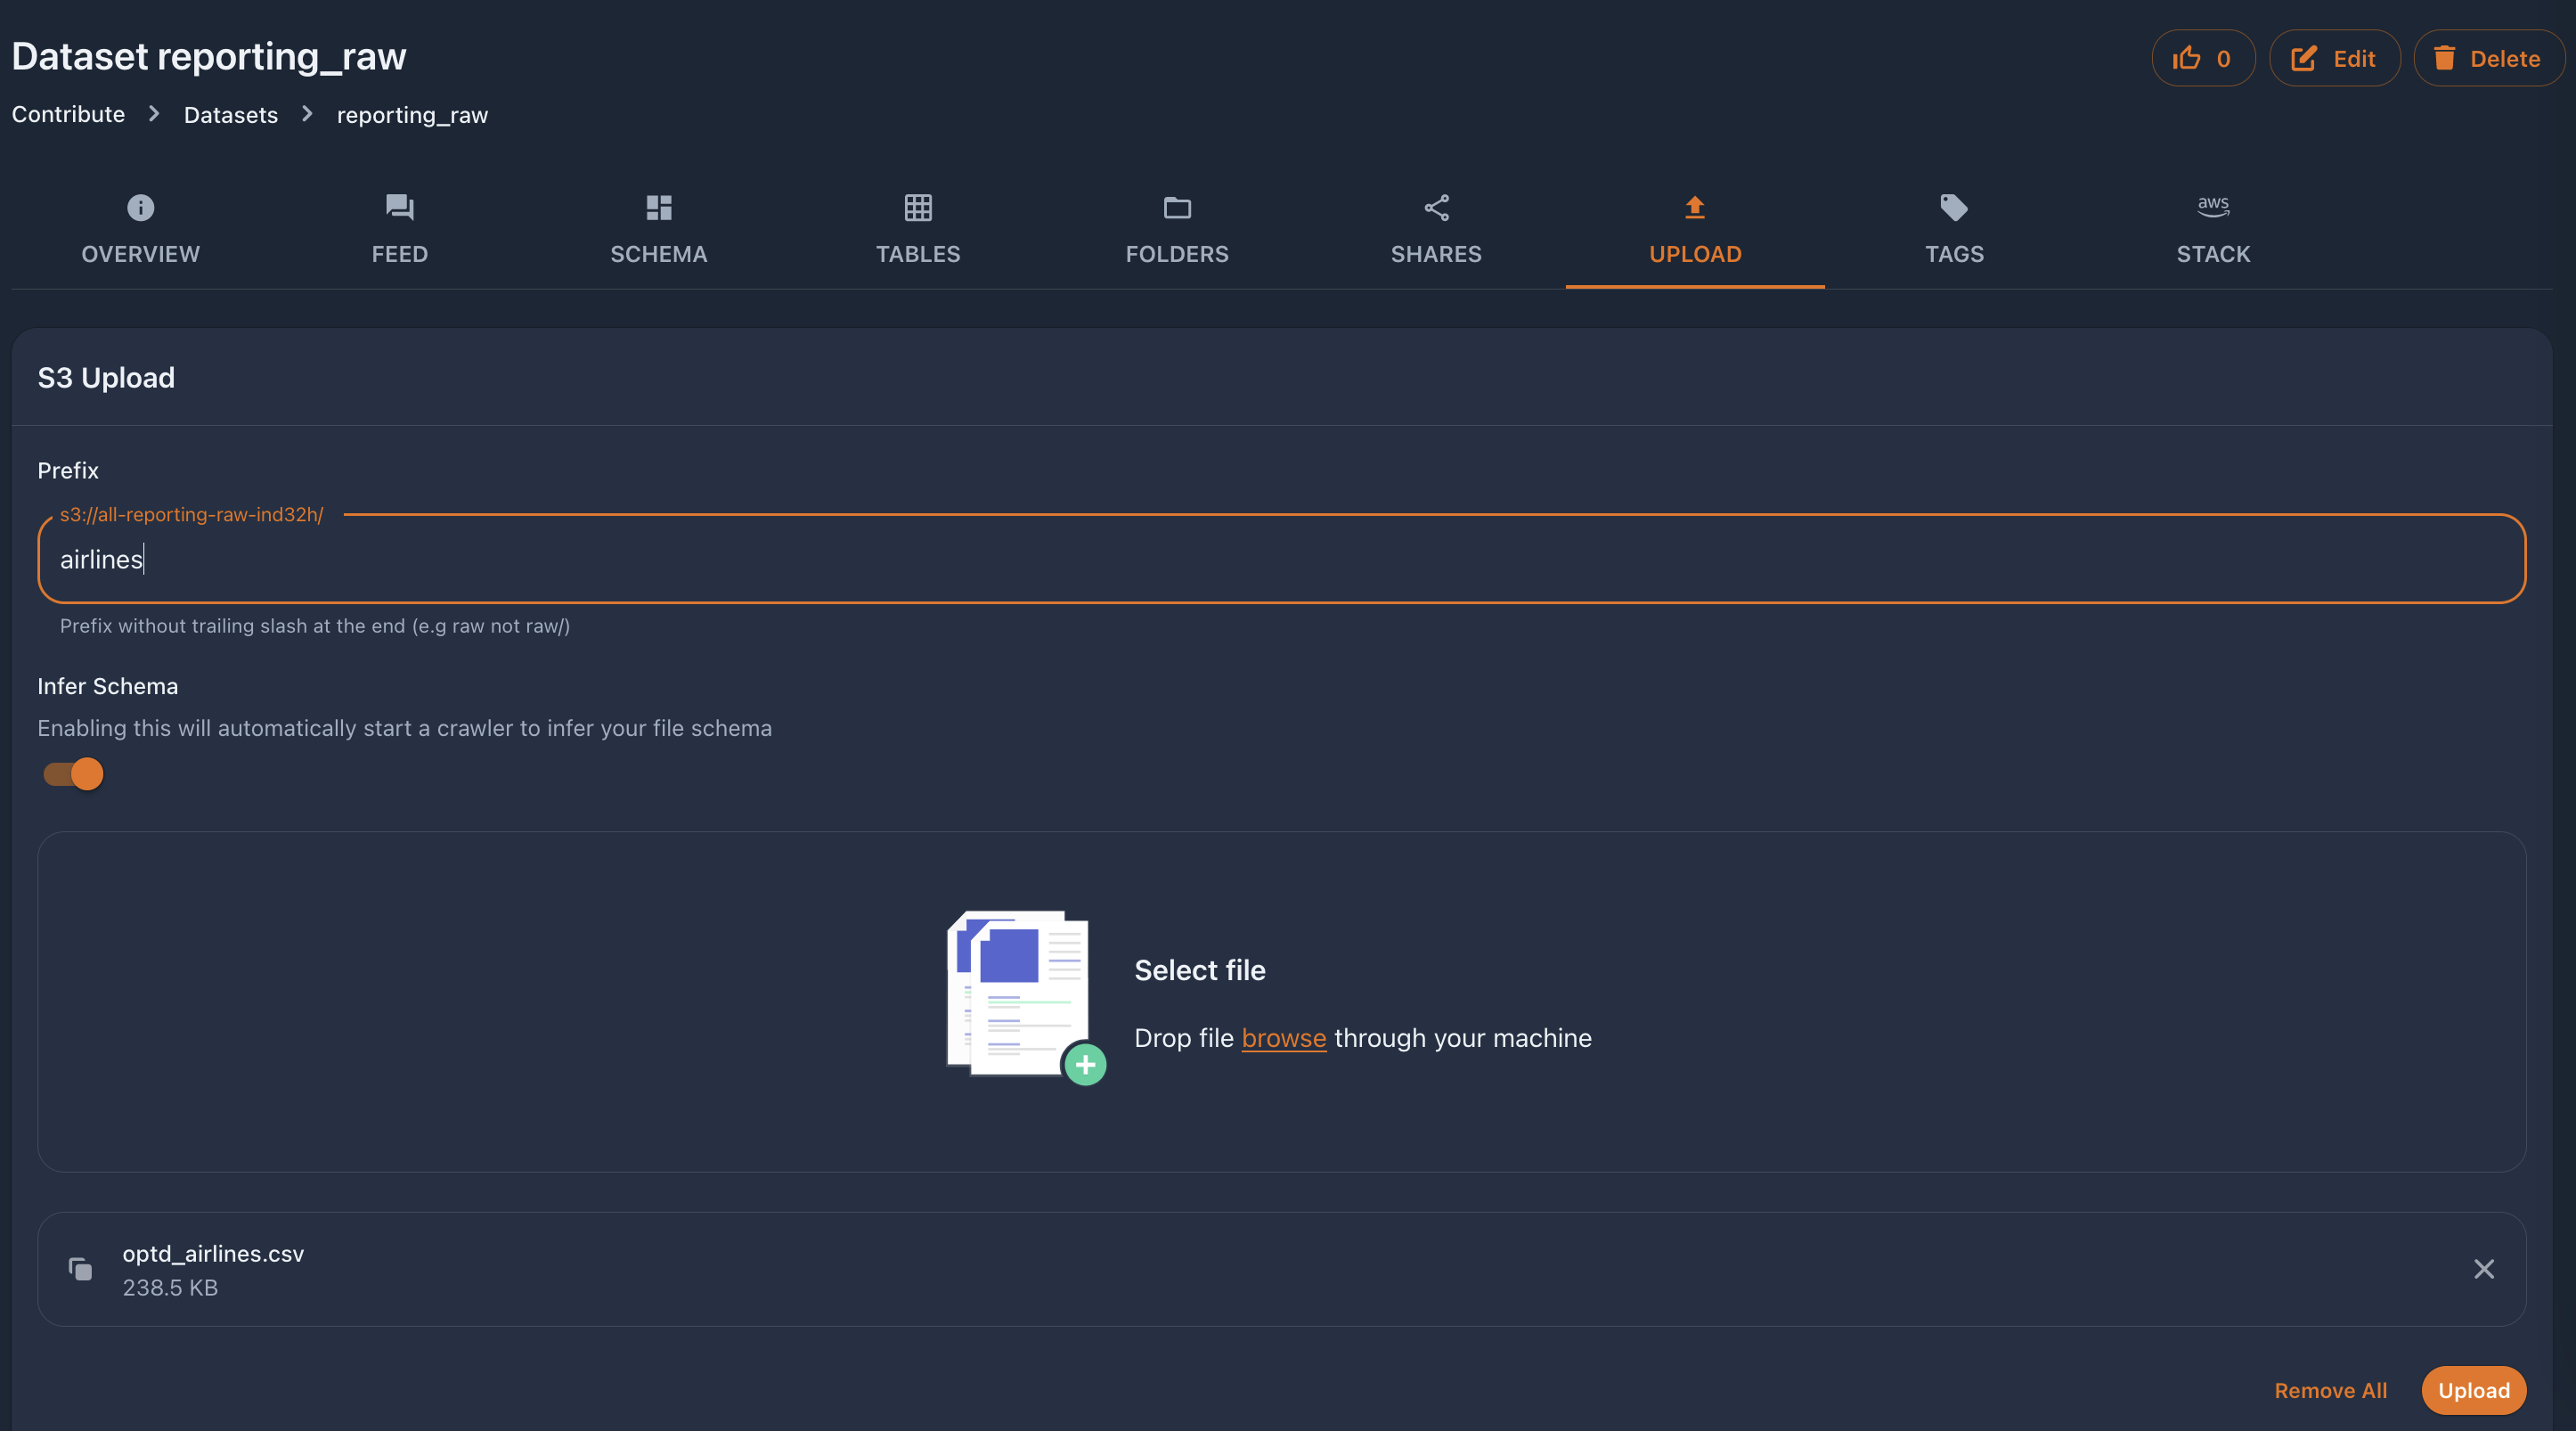 Dataset reporting_raw
0
Edit
Delete
Contribute
Datasets
reporting_raw
OVERVIEW
FEED
SCHEMA
TABLES
FOLDERS
SHARES
UPLOAD
TAGS
aws
STACK
S3 Upload
Prefix
s3://all-reporting-raw-ind32h/
airlines
Prefix without trailing slash at the end (e.g raw not raw/)
Infer Schema
Enabling this will automatically start a crawler to infer your file schema
Select file
Drop file browse through your machine
optd_airlines.csv
238.5 KB
Remove All
Upload